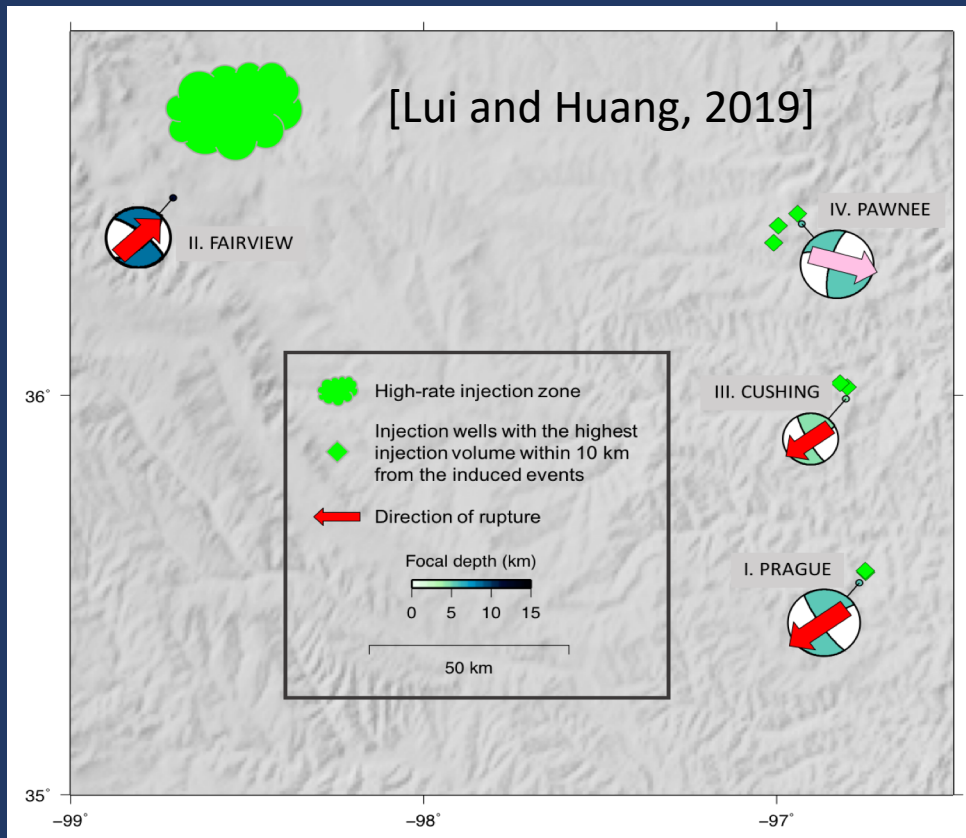 [Lui and Huang, 2019]
IV. PAWNEE
II. FAIRVIEW
36°
High-rate injection zone
III. CUSHING
Injection wells with the highest
injection volume within 10 km
from the induced events
Direction of rupture
Focal depth (km)
0 5 10 15
I. PRAGUE
50 km
35°
−99° −98° −97°